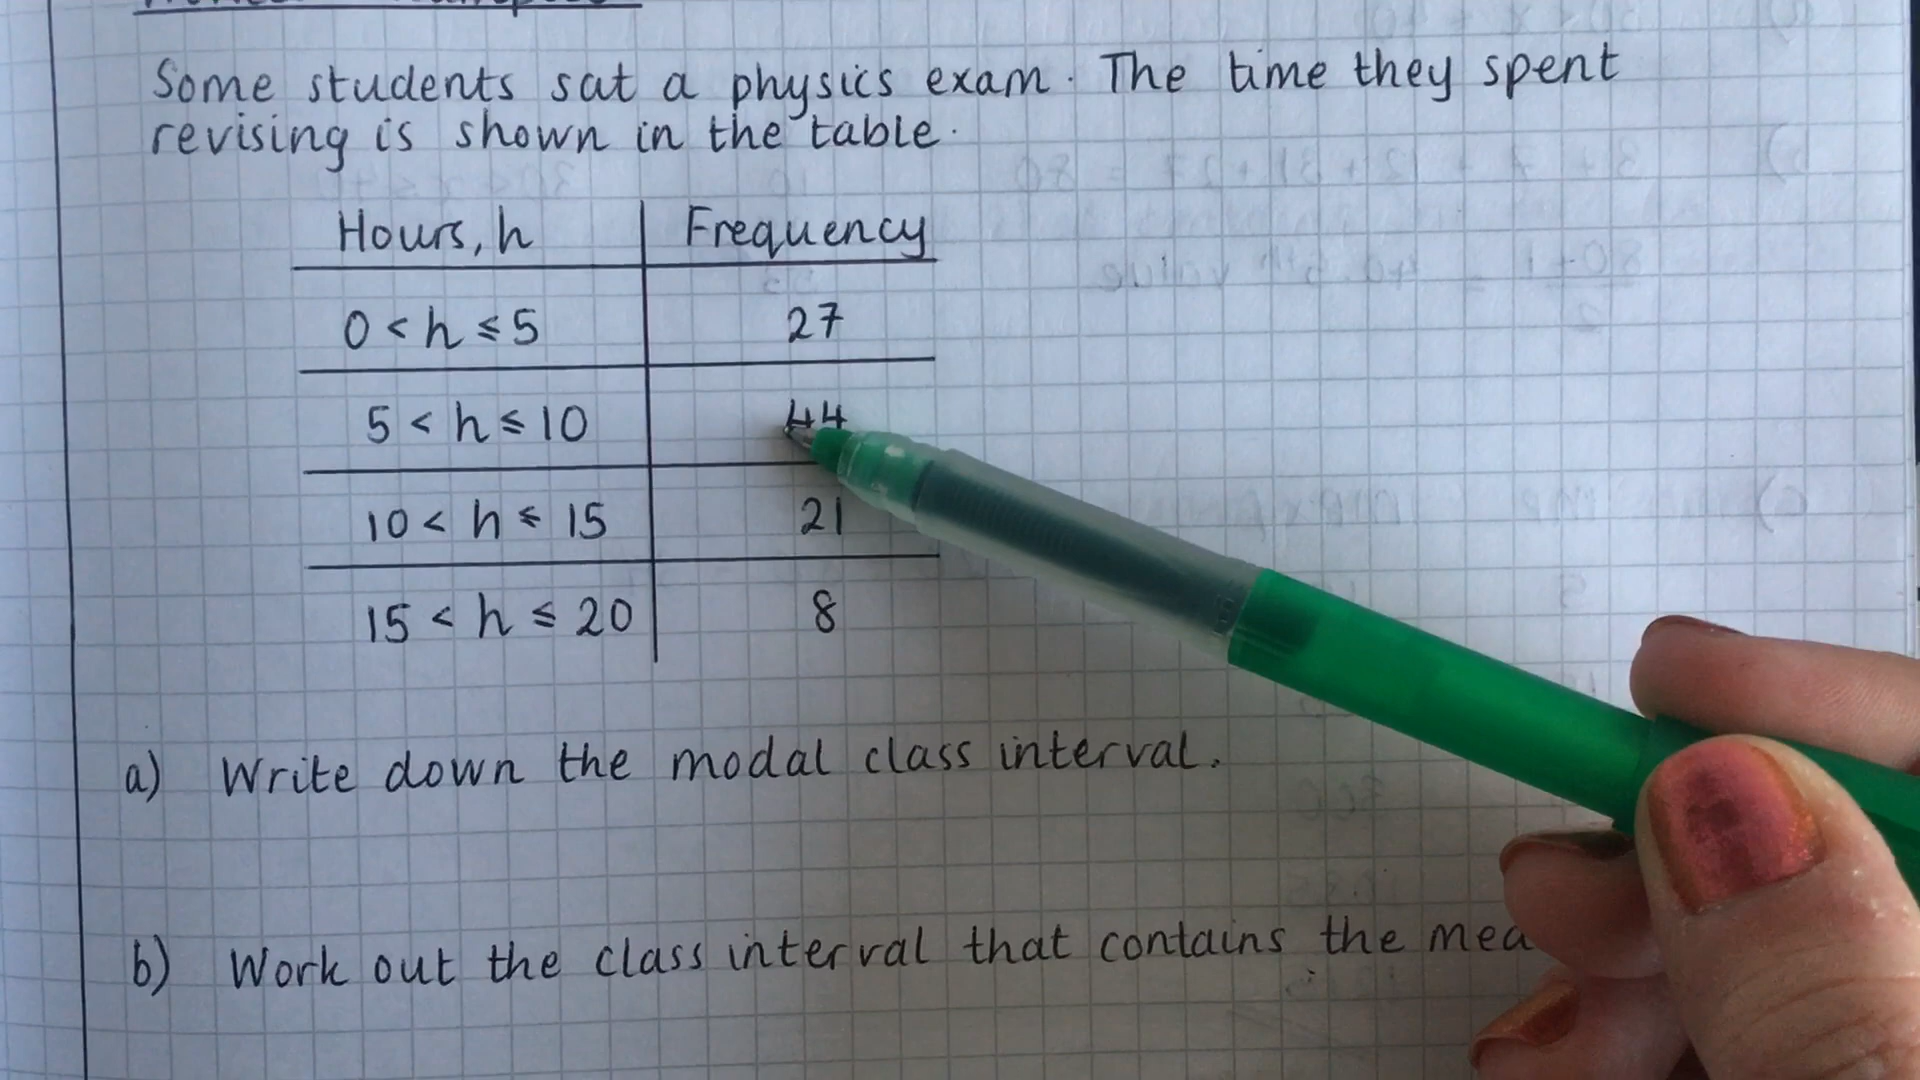 Some students sat a physics exam. The time they spent
revising is shown in the table.
Hours, h Frequency
0 < h ≤ 5 27
5 < h ≤ 10 44
10 < h ≤ 15 21
15 < h ≤ 20 8
a) Write down the modal class interval.
b) Work out the class interval that contains the